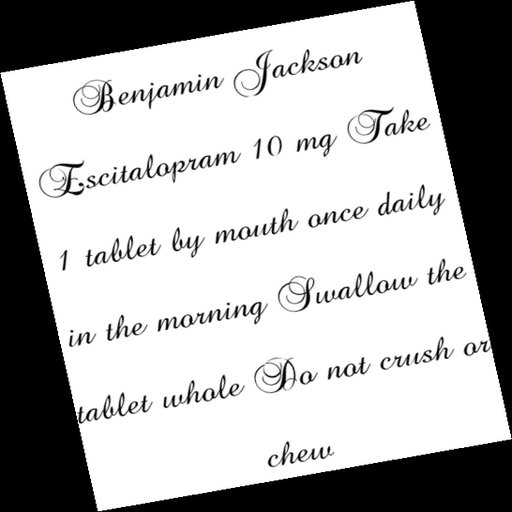 Benjamin Jackson
Escitalopram 10 mg Take
1 tablet by mouth once daily
in the morning Swallow the
tablet whole Do not crush or
chew